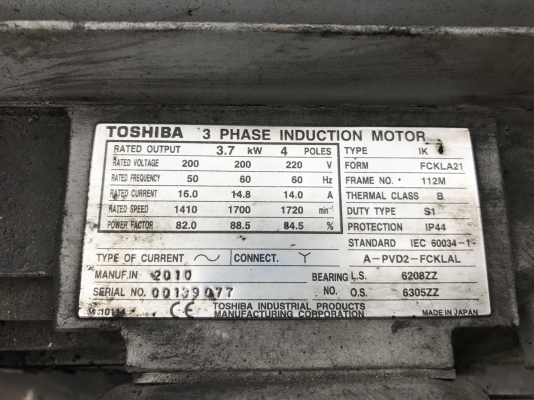 TOSHIBA 3 PHASE INDUCTION MOTOR
RATED OUTPUT 3.7 kW 4 POLES
RATED VOLTAGE 200 200 220 V
RATED FREQUENCY 50 60 60 Hz
RATED CURRENT 16.0 14.8 14.0 A
RATED SPEED 1410 1700 1720 min⁻¹
POWER FACTOR 82.0 88.5 84.5 %
TYPE IK
FORM FCKLA21
FRAME NO. 112M
THERMAL CLASS B
DUTY TYPE S1
PROTECTION IP44
STANDARD IEC 60034-1
TYPE OF CURRENT ~ CONNECT. Y
A-PVD2-FCKLAL
MANUF.IN 2010
SERIAL NO. 00139077
BEARING NO. L.S. 6208ZZ
O.S. 6305ZZ
CE
TOSHIBA INDUSTRIAL PRODUCTS
MANUFACTURING CORPORATION
MADE IN JAPAN